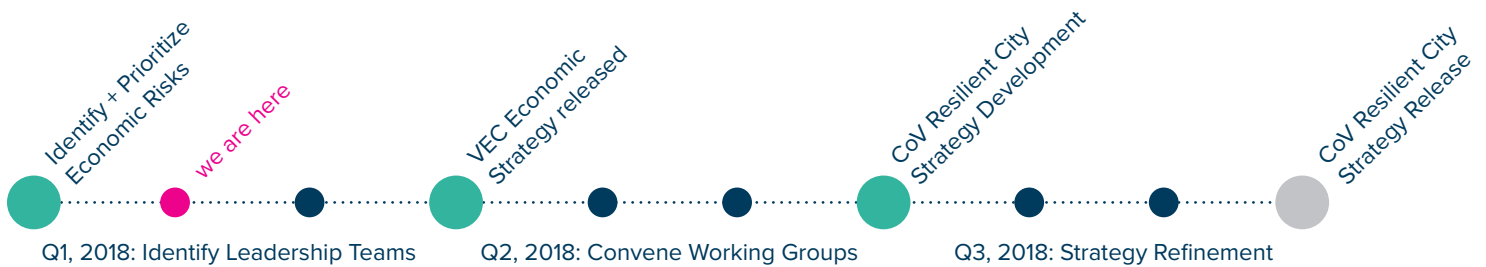 Identify + Prioritize
Economic Risks
we are here
VEC Economic
Strategy released
CoV Resilient City
Strategy Development
CoV Resilient City
Strategy Release
Q1, 2018: Identify Leadership Teams
Q2, 2018: Convene Working Groups
Q3, 2018: Strategy Refinement